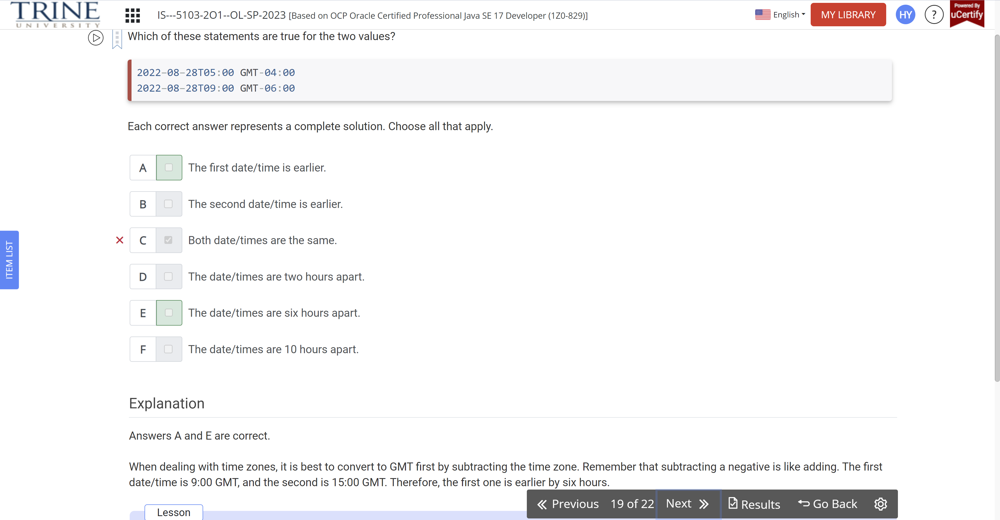 TRINE
UNIVERSITY
IS---5103-2O1--OL-SP-2023 [Based on OCP Oracle Certified Professional Java SE 17 Developer (1Z0-829)]
English
MY LIBRARY
HY
?
Powered By
uCertify
Which of these statements are true for the two values?
2022-08-28T05:00 GMT-04:00
2022-08-28T09:00 GMT-06:00
Each correct answer represents a complete solution. Choose all that apply.
A The first date/time is earlier.
B The second date/time is earlier.
C Both date/times are the same.
D The date/times are two hours apart.
E The date/times are six hours apart.
F The date/times are 10 hours apart.
ITEM LIST
Explanation
Answers A and E are correct.
When dealing with time zones, it is best to convert to GMT first by subtracting the time zone. Remember that subtracting a negative is like adding. The first
date/time is 9:00 GMT, and the second is 15:00 GMT. Therefore, the first one is earlier by six hours.
Previous 19 of 22 Next Results Go Back
Lesson